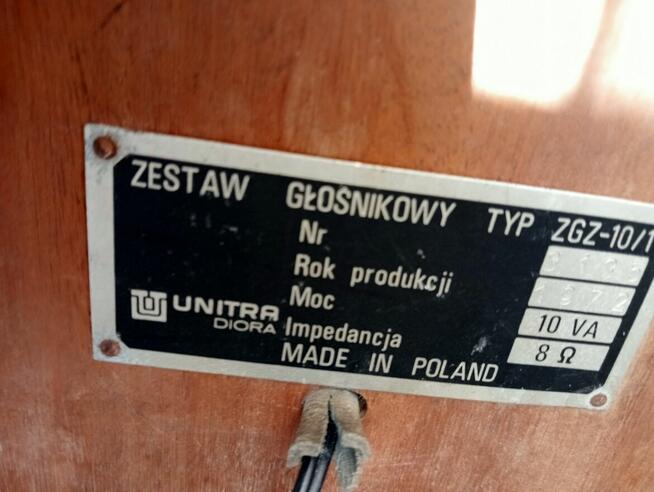 ZESTAW GŁOŚNIKOWY TYP ZGZ-10/1
Nr
Rok produkcji 1972
Moc 10 VA
Impedancja 8 Ω
UNITRA
DIORA
MADE IN POLAND